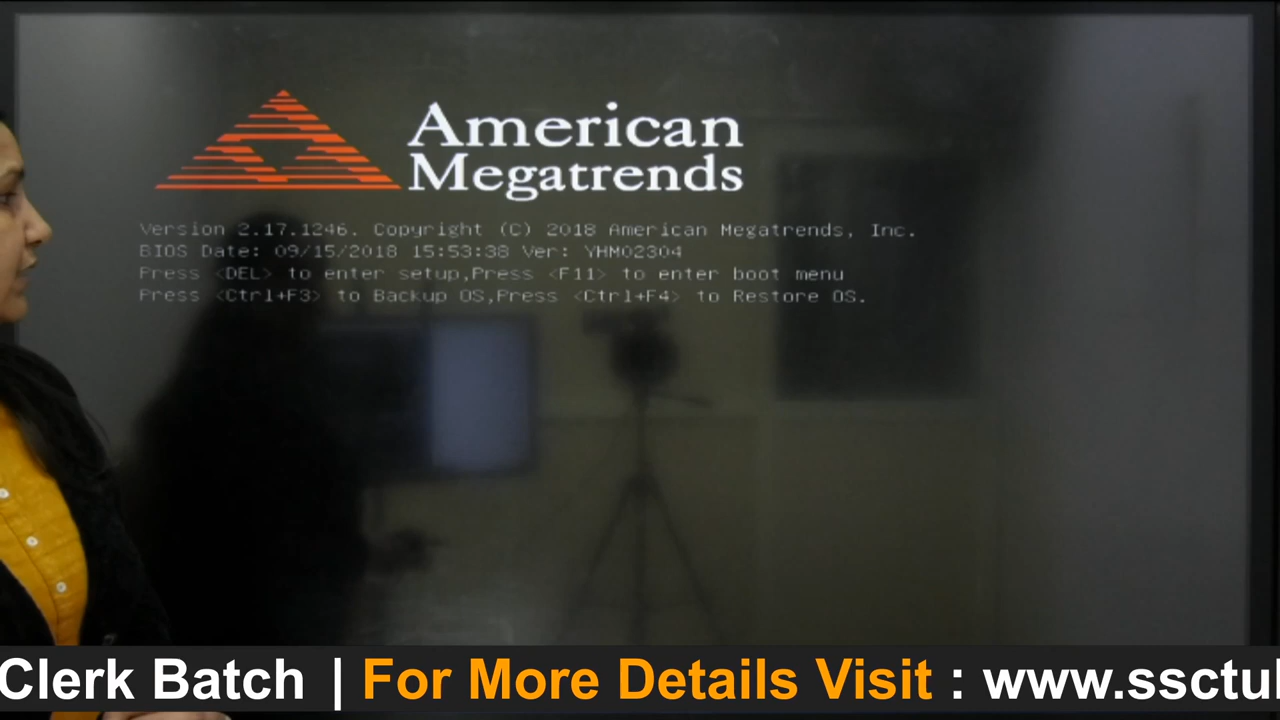 American
Megatrends
Version 2.17.1246. Copyright (C) 2018 American Megatrends, Inc.
BIOS Date: 09/15/2018 15:53:38 Ver: YHM02304
Press <DEL> to enter setup,Press <F11> to enter boot menu
Press <Ctrl+F3> to Backup OS,Press <Ctrl+F4> to Restore OS.
Clerk Batch | For More Details Visit : www.ssctu